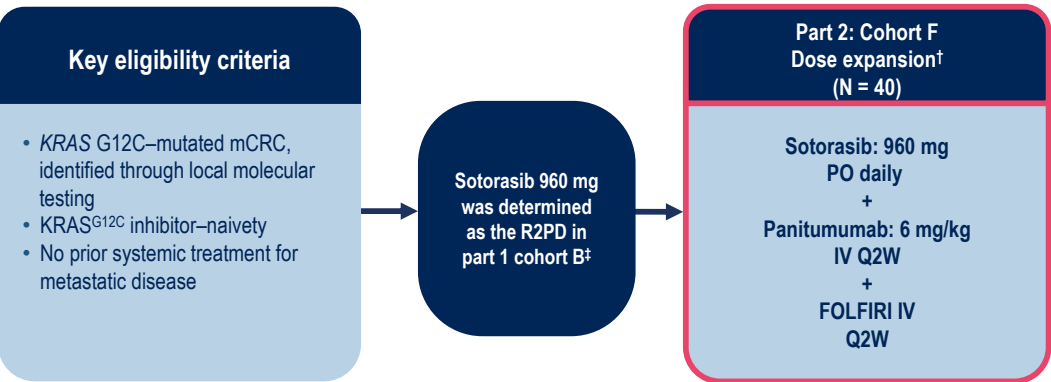 Key eligibility criteria
• KRAS G12C–mutated mCRC,
identified through local molecular
testing
• KRASG12C inhibitor–naivety
• No prior systemic treatment for
metastatic disease
Sotorasib 960 mg
was determined
as the R2PD in
part 1 cohort B‡
Part 2: Cohort F
Dose expansion†
(N = 40)
Sotorasib: 960 mg
PO daily
+
Panitumumab: 6 mg/kg
IV Q2W
+
FOLFIRI IV
Q2W